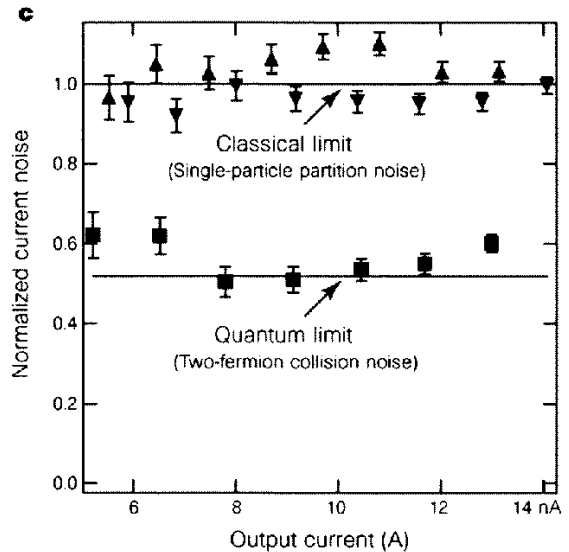 c
Normalized current noise
1.0
0.8
0.6
0.4
0.2
0.0
Classical limit
(Single-particle partition noise)
Quantum limit
(Two-fermion collision noise)
6
8
10
12
14 nA
Output current (A)